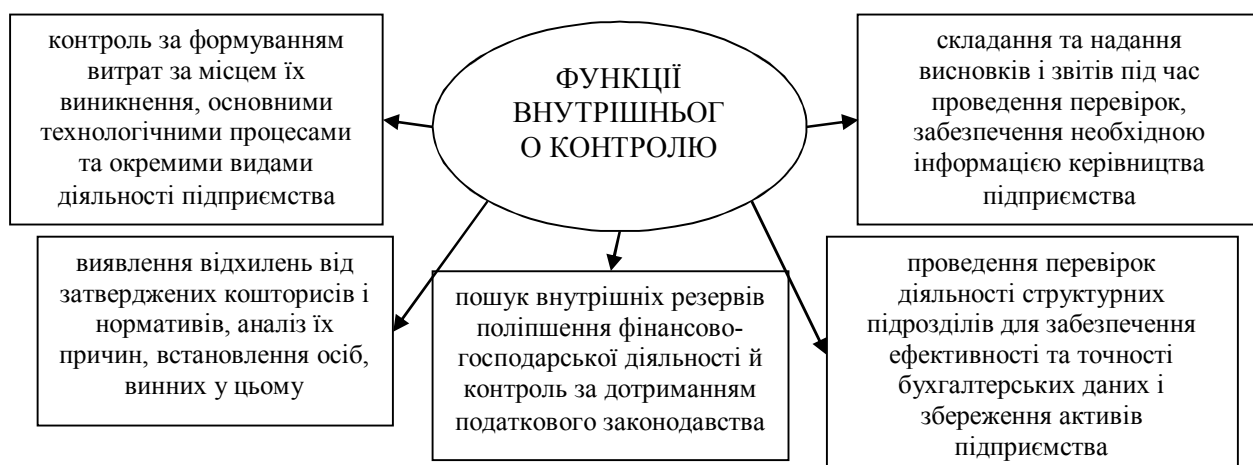 контроль за формуванням
витрат за місцем їх
виникнення, основними
технологічними процесами
та окремими видами
діяльності підприємства
ФУНКЦІЇ
ВНУТРІШНЬОГ
О КОНТРОЛЮ
складання та надання
висновків і звітів під час
проведення перевірок,
забезпечення необхідною
інформацією керівництва
підприємства
виявлення відхилень від
затверджених кошторисів і
нормативів, аналіз їх
причин, встановлення осіб,
винних у цьому
пошук внутрішніх резервів
поліпшення фінансово-
господарської діяльності й
контроль за дотриманням
податкового законодавства
проведення перевірок
діяльності структурних
підрозділів для забезпечення
ефективності та точності
бухгалтерських даних і
збереження активів
підприємства